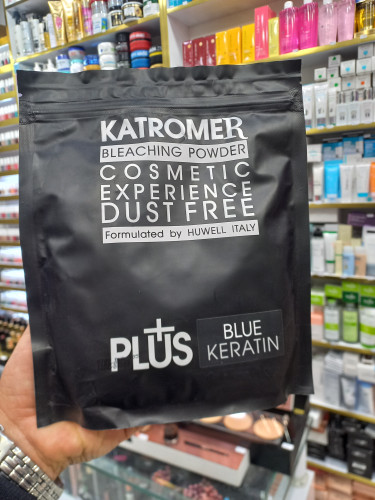 KATROMER
BLEACHING POWDER
COSMETIC
EXPERIENCE
DUST FREE
Formulated by HUWELL ITALY
PLUS
BLUE
KERATIN